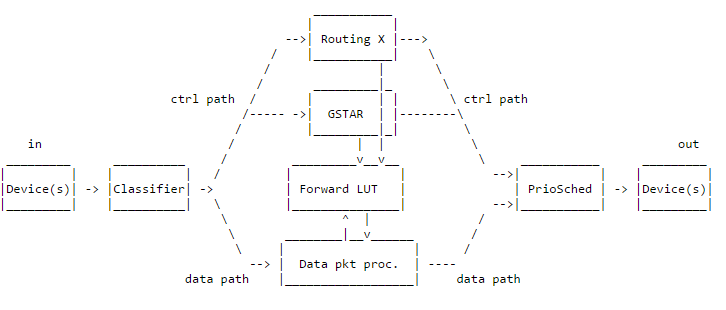 Routing X
ctrl path
ctrl path
GSTAR
in
out
Device(s)
Classifier
Forward LUT
PrioSched
Device(s)
Data pkt proc.
data path
data path